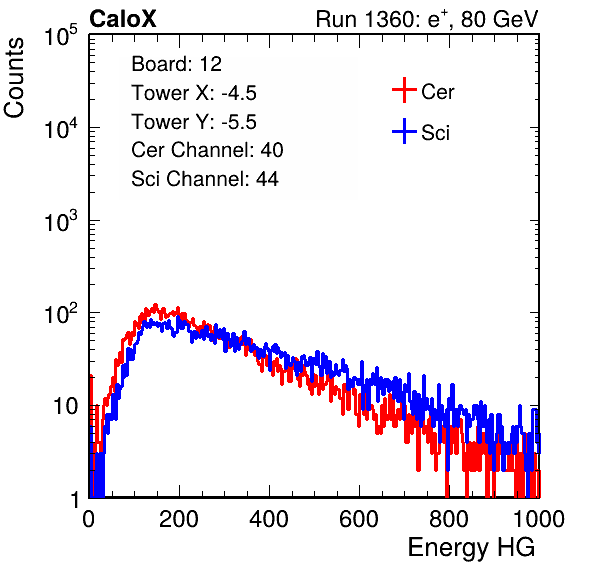 CaloX
Run 1360: e+, 80 GeV
Counts
10^5
10^4
10^3
10^2
10
1
Board: 12
Tower X: -4.5
Tower Y: -5.5
Cer Channel: 40
Sci Channel: 44
Cer
Sci
0 200 400 600 800 1000
Energy HG